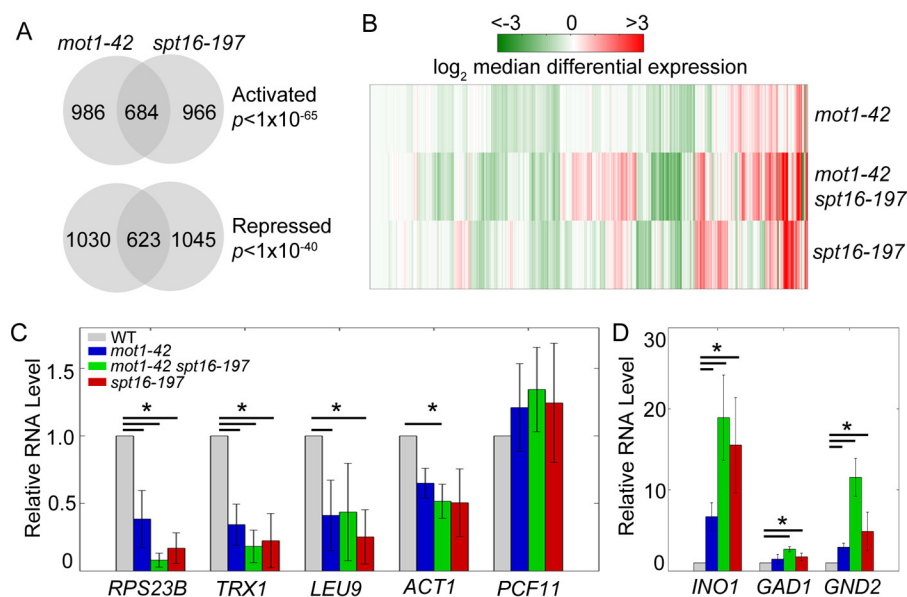 A
mot1-42 spt16-197
986 684 966
Activated
p<1x10⁻⁶⁵
1030 623 1045
Repressed
p<1x10⁻⁴⁰
B
<-3 0 >3
log₂ median differential expression
mot1-42
mot1-42
spt16-197
spt16-197
C
WT
mot1-42
mot1-42 spt16-197
spt16-197
Relative RNA Level
1.5
1.0
0.5
0
* * * *
RPS23B TRX1 LEU9 ACT1 PCF11
D
Relative RNA Level
30
20
10
0
* * *
INO1 GAD1 GND2